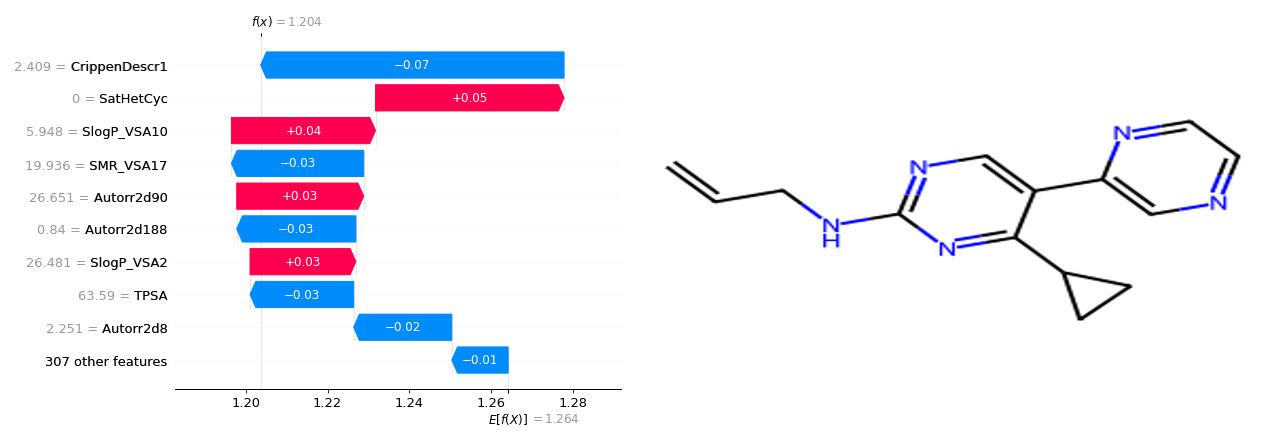 f(x) = 1.204
2.409 = CrippenDescr1 −0.07
0 = SatHetCyc +0.05
5.948 = SlogP_VSA10 +0.04
19.936 = SMR_VSA17 −0.03
26.651 = Autorr2d90 +0.03
0.84 = Autorr2d188 −0.03
26.481 = SlogP_VSA2 +0.03
63.59 = TPSA −0.03
2.251 = Autorr2d8 −0.02
307 other features −0.01
1.20 1.22 1.24 1.26 1.28
E[f(X)] = 1.264
N
N
N
N
N
H